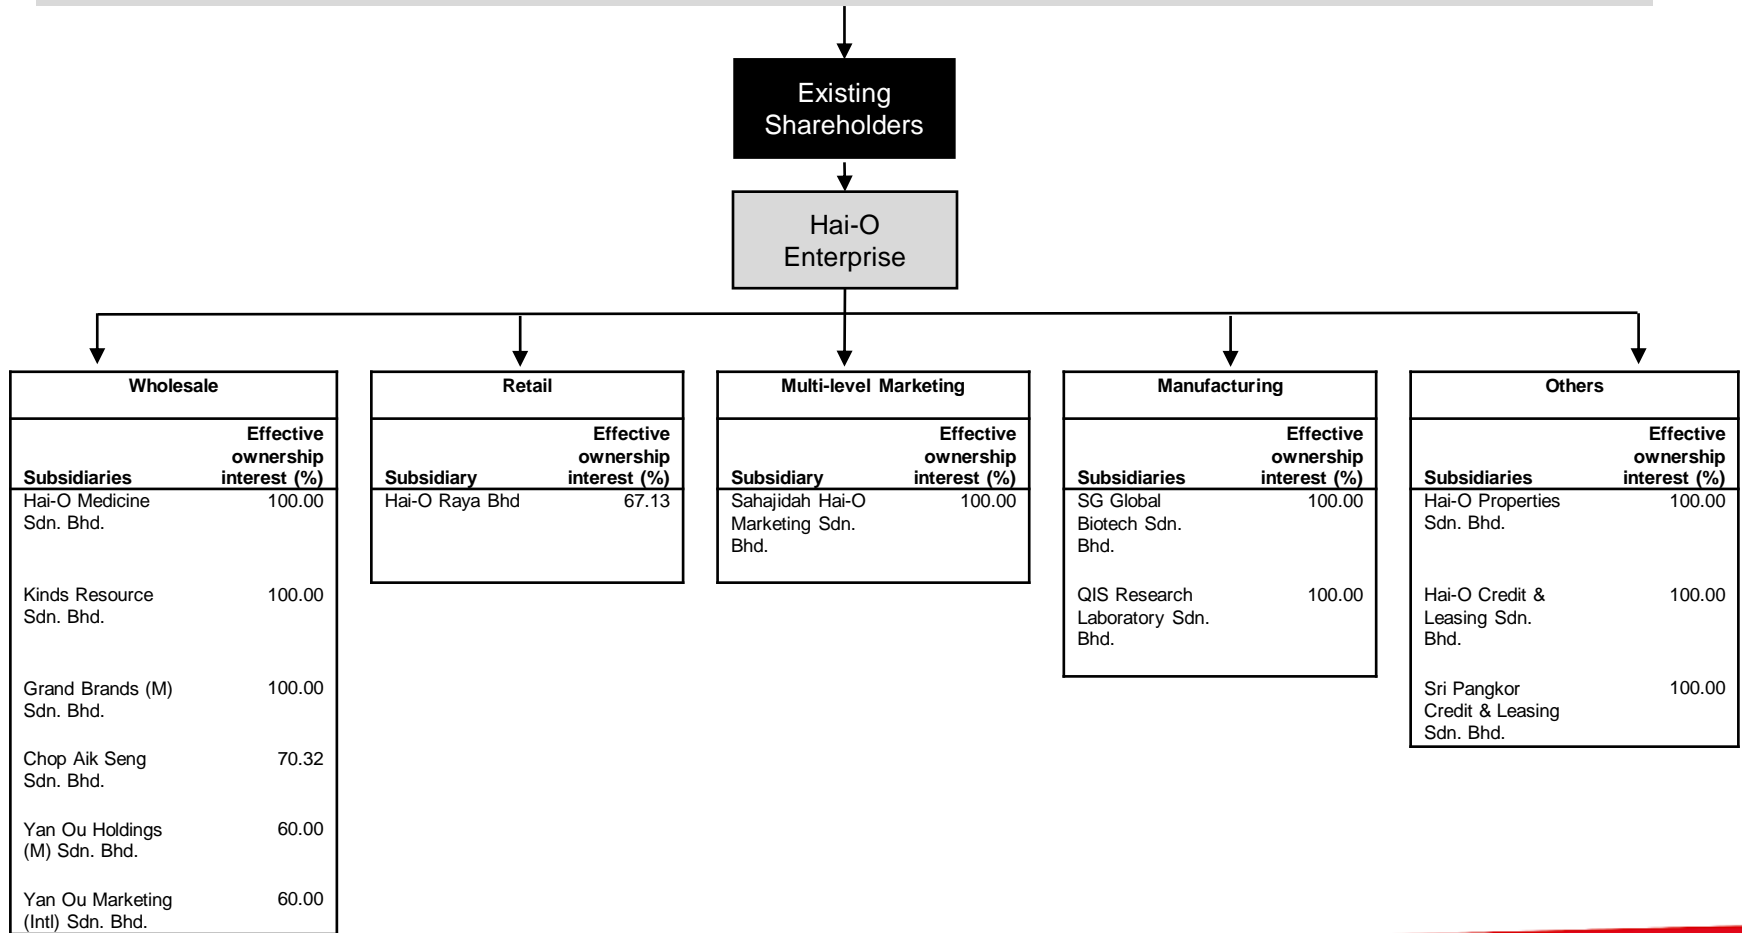 Existing
Shareholders
Hai-O
Enterprise
Wholesale
Effective
ownership
Subsidiaries interest (%)
Hai-O Medicine 100.00
Sdn. Bhd.
Kinds Resource 100.00
Sdn. Bhd.
Grand Brands (M) 100.00
Sdn. Bhd.
Chop Aik Seng 70.32
Sdn. Bhd.
Yan Ou Holdings 60.00
(M) Sdn. Bhd.
Yan Ou Marketing 60.00
(Intl) Sdn. Bhd.
Retail
Effective
ownership
Subsidiary interest (%)
Hai-O Raya Bhd 67.13
Multi-level Marketing
Effective
ownership
Subsidiary interest (%)
Sahajidah Hai-O 100.00
Marketing Sdn.
Bhd.
Manufacturing
Effective
ownership
Subsidiaries interest (%)
SG Global 100.00
Biotech Sdn.
Bhd.
QIS Research 100.00
Laboratory Sdn.
Bhd.
Others
Effective
ownership
Subsidiaries interest (%)
Hai-O Properties 100.00
Sdn. Bhd.
Hai-O Credit & 100.00
Leasing Sdn.
Bhd.
Sri Pangkor 100.00
Credit & Leasing
Sdn. Bhd.